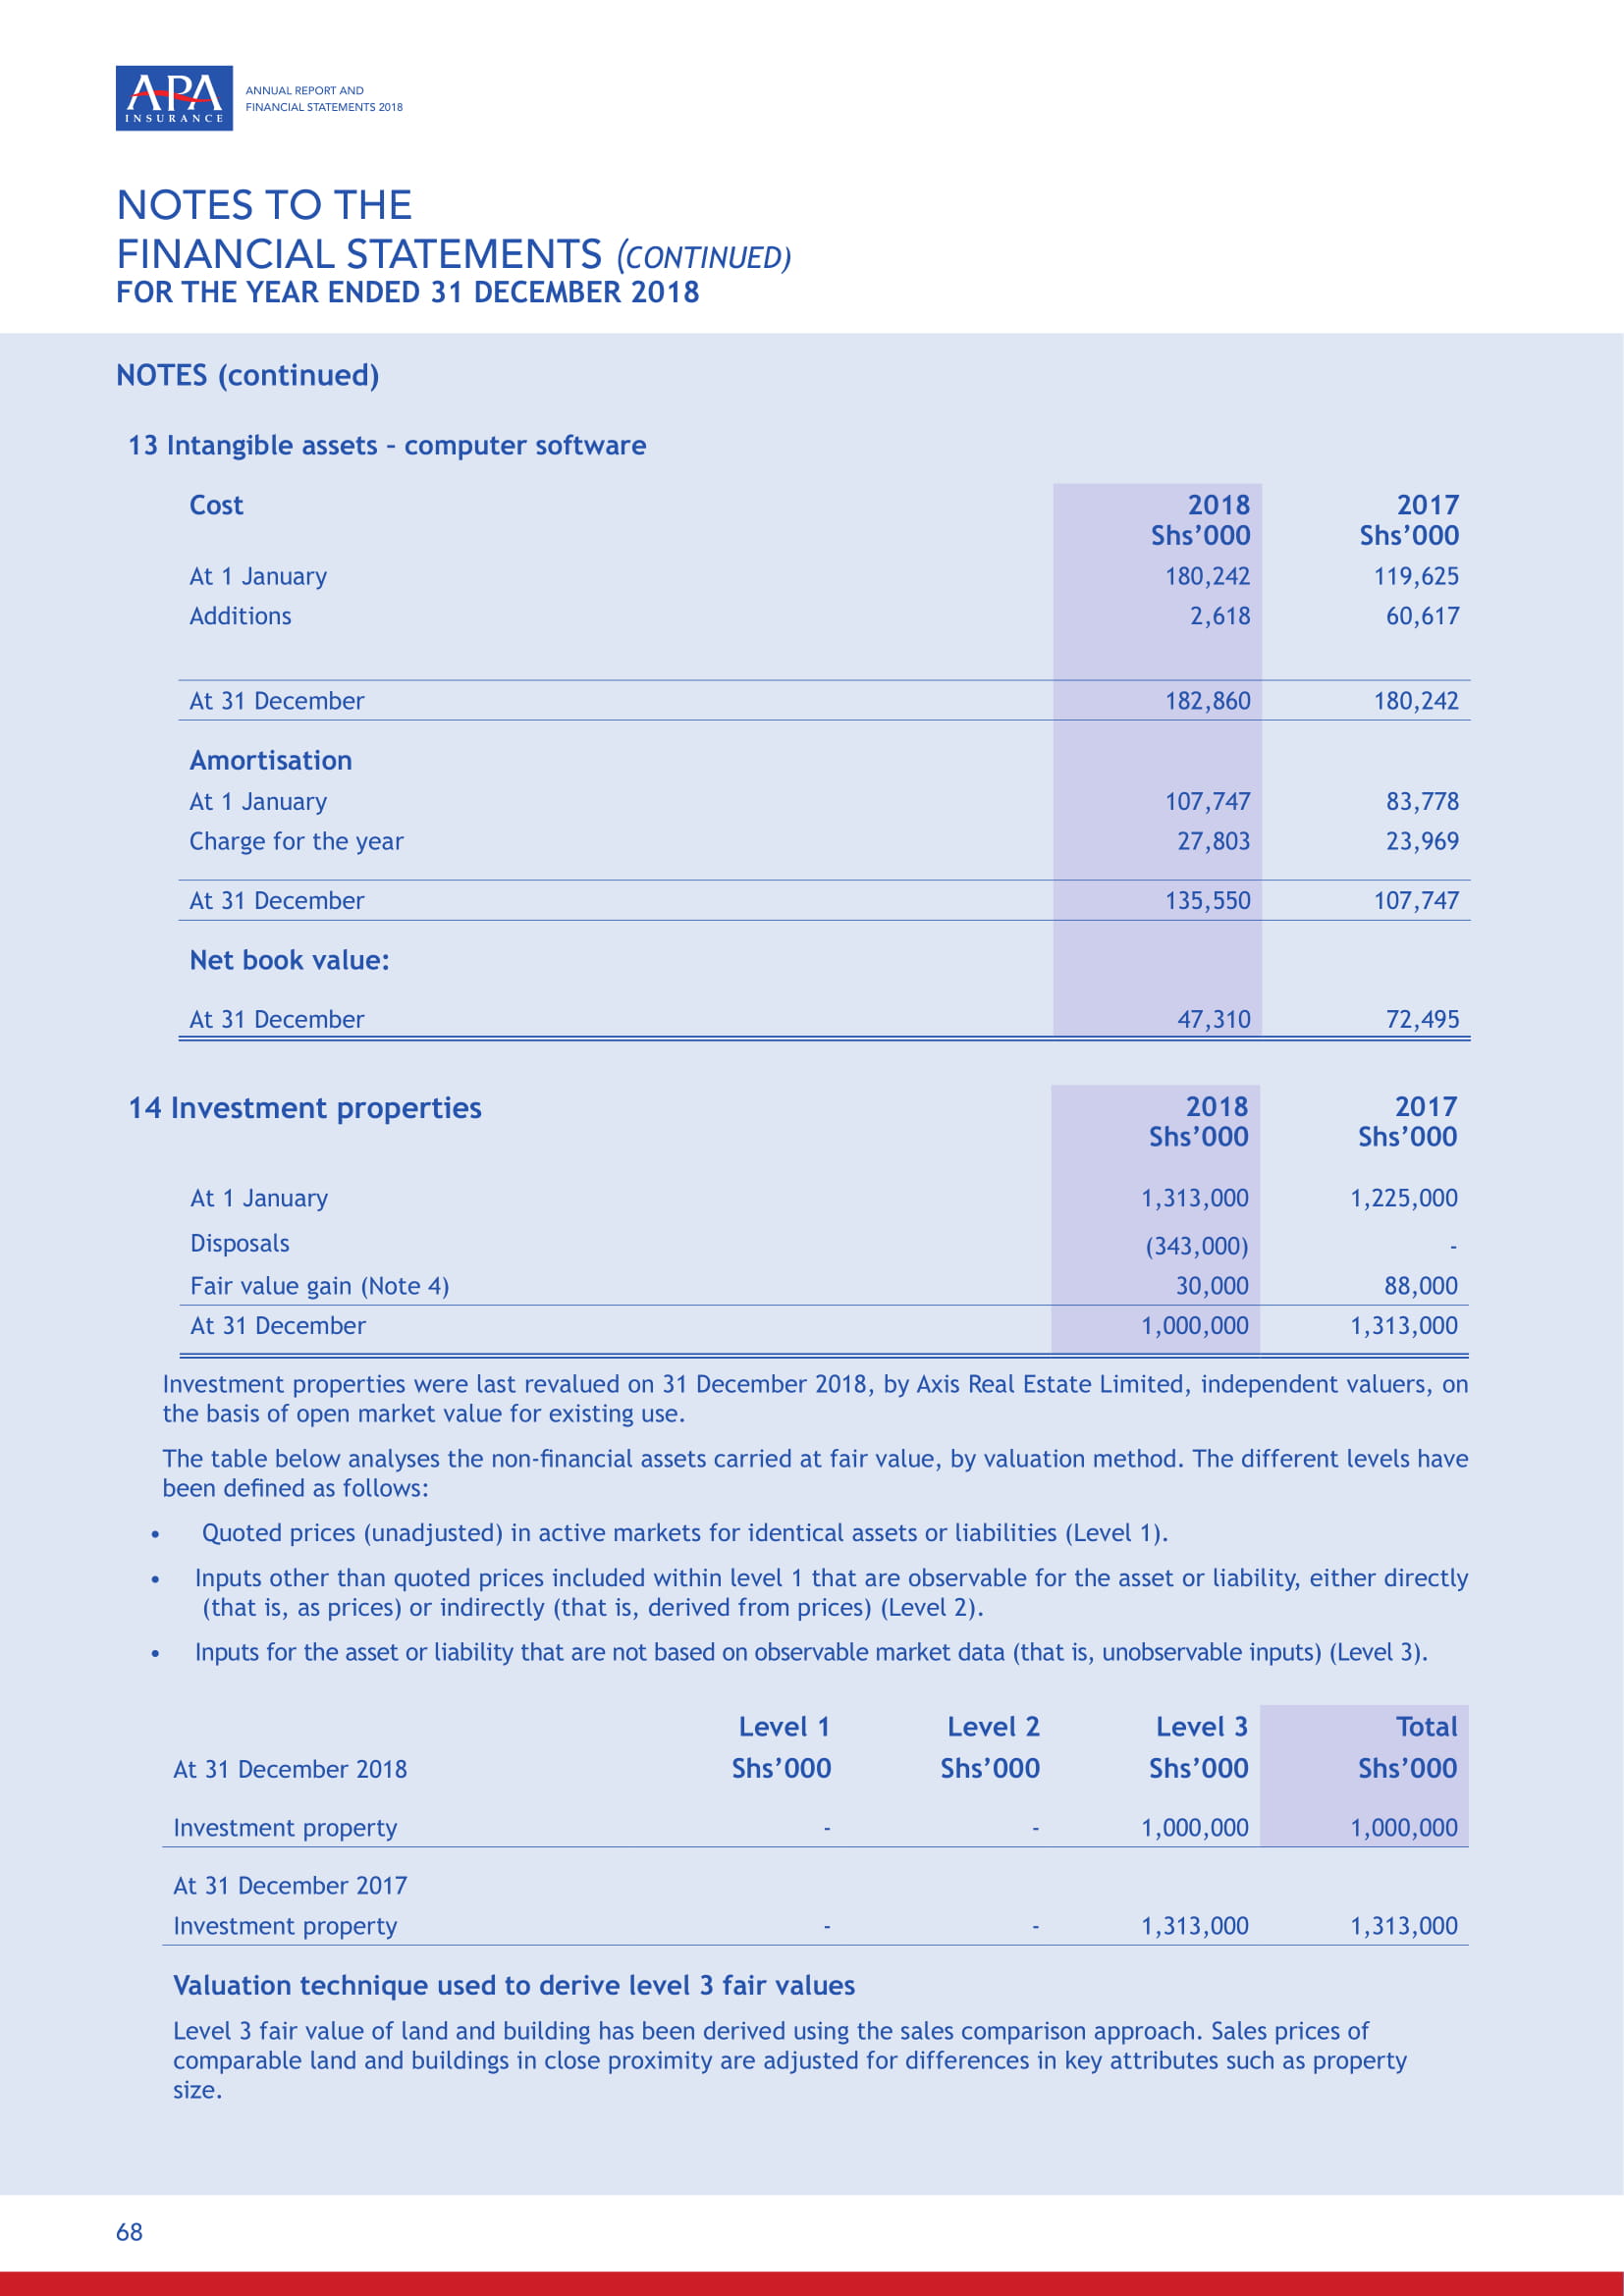 APA
INSURANCE
ANNUAL REPORT AND
FINANCIAL STATEMENTS 2018
NOTES TO THE
FINANCIAL STATEMENTS (CONTINUED)
FOR THE YEAR ENDED 31 DECEMBER 2018
NOTES (continued)
13 Intangible assets – computer software
Cost 2018 2017
Shs’000 Shs’000
At 1 January 180,242 119,625
Additions 2,618 60,617
At 31 December 182,860 180,242
Amortisation
At 1 January 107,747 83,778
Charge for the year 27,803 23,969
At 31 December 135,550 107,747
Net book value:
At 31 December 47,310 72,495
14 Investment properties 2018 2017
Shs’000 Shs’000
At 1 January 1,313,000 1,225,000
Disposals (343,000) -
Fair value gain (Note 4) 30,000 88,000
At 31 December 1,000,000 1,313,000
Investment properties were last revalued on 31 December 2018, by Axis Real Estate Limited, independent valuers, on
the basis of open market value for existing use.
The table below analyses the non-financial assets carried at fair value, by valuation method. The different levels have
been defined as follows:
• Quoted prices (unadjusted) in active markets for identical assets or liabilities (Level 1).
• Inputs other than quoted prices included within level 1 that are observable for the asset or liability, either directly
(that is, as prices) or indirectly (that is, derived from prices) (Level 2).
• Inputs for the asset or liability that are not based on observable market data (that is, unobservable inputs) (Level 3).
Level 1 Level 2 Level 3 Total
At 31 December 2018 Shs’000 Shs’000 Shs’000 Shs’000
Investment property - - 1,000,000 1,000,000
At 31 December 2017
Investment property - - 1,313,000 1,313,000
Valuation technique used to derive level 3 fair values
Level 3 fair value of land and building has been derived using the sales comparison approach. Sales prices of
comparable land and buildings in close proximity are adjusted for differences in key attributes such as property
size.
68